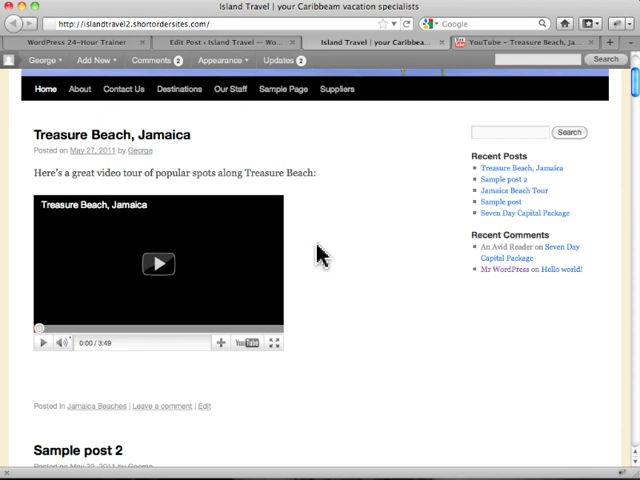 Island Travel | your Caribbean vacation specialists
http://islandtravel2.shortordersites.com/
Google
WordPress 24-Hour Trainer
Edit Post ‹ Island Travel — Wo...
Island Travel | your Caribbea...
YouTube - Treasure Beach, Ja...
George
Add New
Comments 2
Appearance
Updates 2
Search
Home
About
Contact Us
Destinations
Our Staff
Sample Page
Suppliers
Treasure Beach, Jamaica
Posted on May 27, 2011 by George
Here's a great video tour of popular spots along Treasure Beach:
Treasure Beach, Jamaica
0:00 / 3:49
YouTube
Posted in Jamaica Beaches | Leave a comment | Edit
Sample post 2
Search
Recent Posts
Treasure Beach, Jamaica
Sample post 2
Jamaica Beach Tour
Sample post
Seven Day Capital Package
Recent Comments
An Avid Reader on Seven Day
Capital Package
Mr WordPress on Hello world!